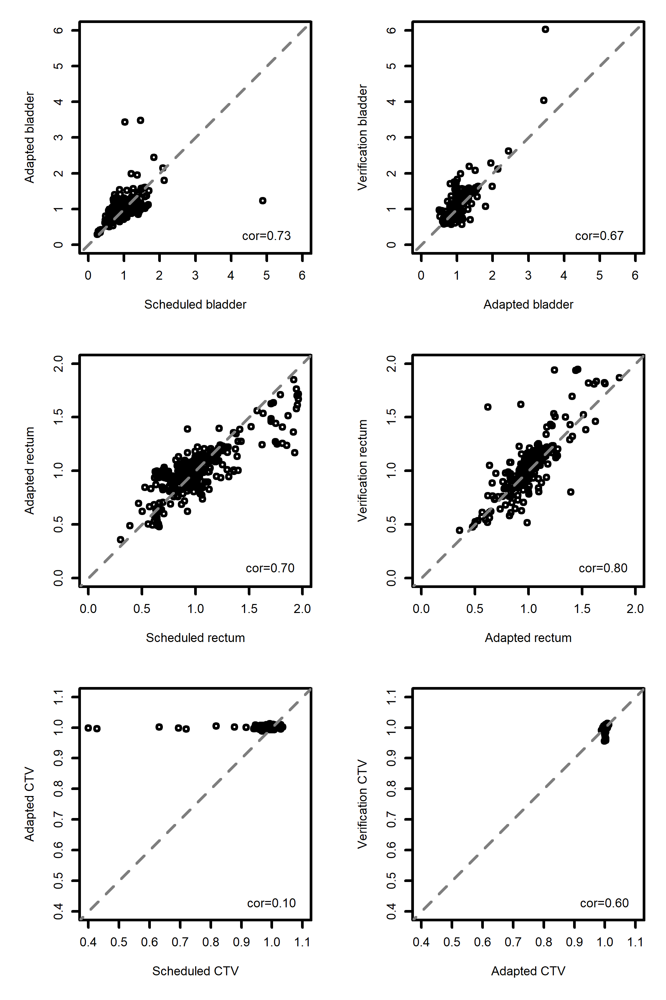 Adapted bladder
6
5
4
3
2
1
0
cor=0.73
0 1 2 3 4 5 6
Scheduled bladder
Verification bladder
6
5
4
3
2
1
0
cor=0.67
0 1 2 3 4 5 6
Adapted bladder
Adapted rectum
2.0
1.5
1.0
0.5
0.0
cor=0.70
0.0 0.5 1.0 1.5 2.0
Scheduled rectum
Verification rectum
2.0
1.5
1.0
0.5
0.0
cor=0.80
0.0 0.5 1.0 1.5 2.0
Adapted rectum
Adapted CTV
1.1
1.0
0.9
0.8
0.7
0.6
0.5
0.4
cor=0.10
0.4 0.5 0.6 0.7 0.8 0.9 1.0 1.1
Scheduled CTV
Verification CTV
1.1
1.0
0.9
0.8
0.7
0.6
0.5
0.4
cor=0.60
0.4 0.5 0.6 0.7 0.8 0.9 1.0 1.1
Adapted CTV